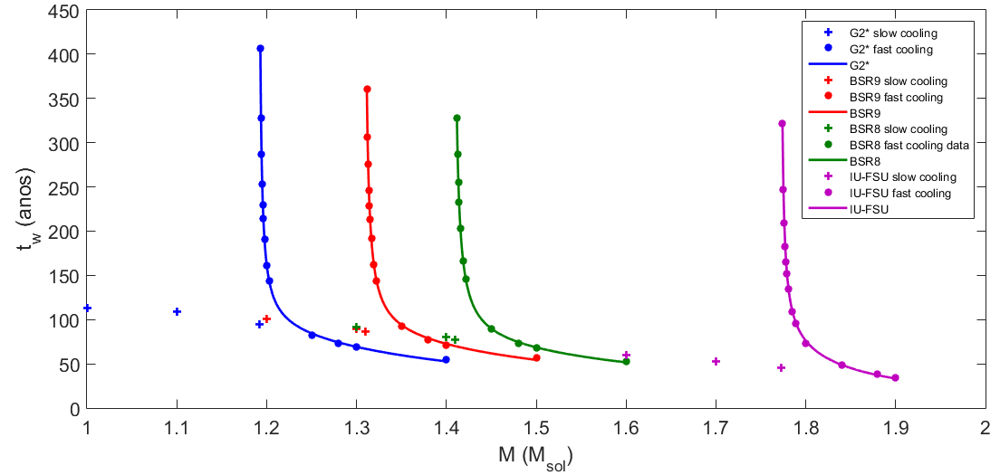 450
400
350
300
250
200
150
100
50
0
t_w (anos)
1
1.1
1.2
1.3
1.4
1.5
1.6
1.7
1.8
1.9
2
M (M_sol)
G2* slow cooling
G2* fast cooling
G2*
BSR9 slow cooling
BSR9 fast cooling
BSR9
BSR8 slow cooling
BSR8 fast cooling data
BSR8
IU-FSU slow cooling
IU-FSU fast cooling
IU-FSU